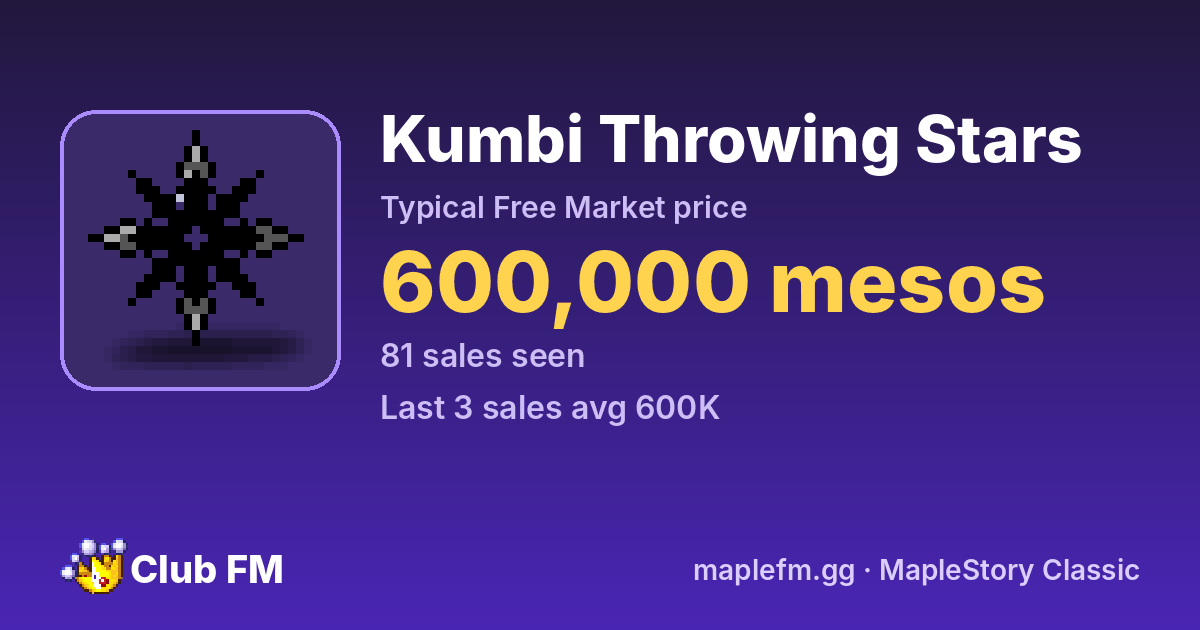 Kumbi Throwing Stars
Typical Free Market price
600,000 mesos
81 sales seen
Last 3 sales avg 600K
Club FM
maplefm.gg · MapleStory Classic